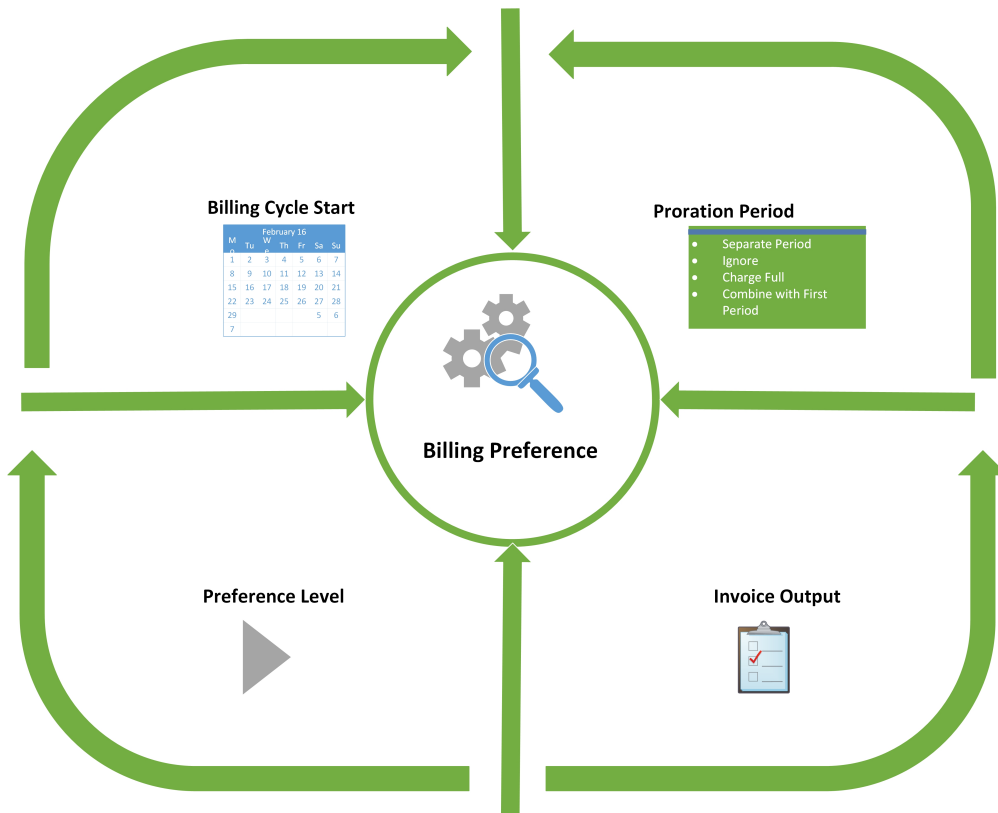 Billing Cycle Start
February 16
Mo Tu We Th Fr Sa Su
1 2 3 4 5 6 7
8 9 10 11 12 13 14
15 16 17 18 19 20 21
22 23 24 25 26 27 28
29 5 6
7
Proration Period
• Separate Period
• Ignore
• Charge Full
• Combine with First
Period
Billing Preference
Preference Level
Invoice Output